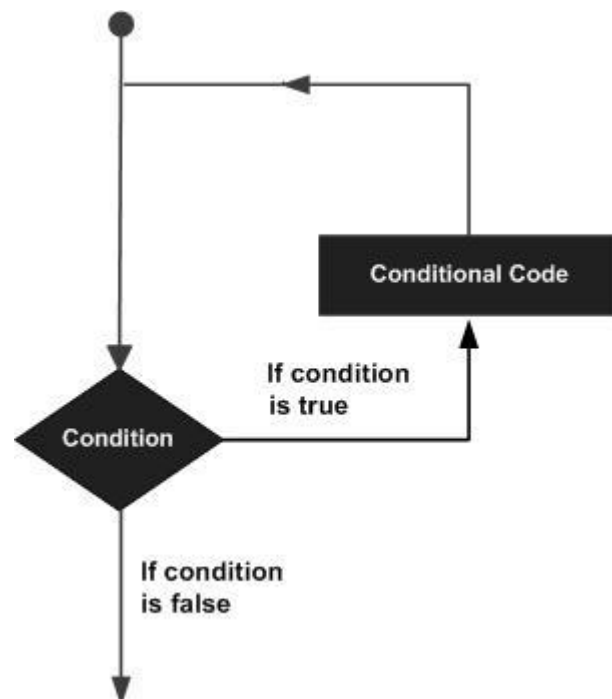 Conditional Code
If condition
is true
Condition
If condition
is false